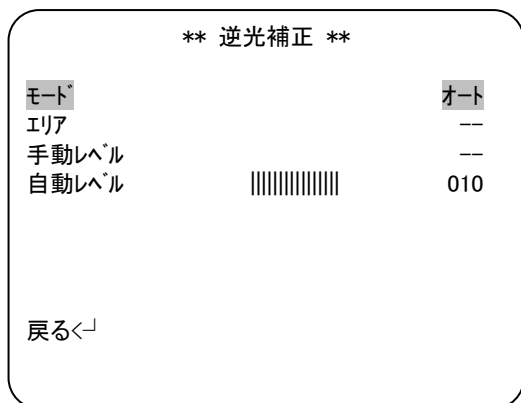 ** 逆光補正 **
ﾓｰﾄﾞ ｵｰﾄ
ｴﾘｱ --
手動ﾚﾍﾞﾙ --
自動ﾚﾍﾞﾙ |||||||||||||||| 010
戻る<┘